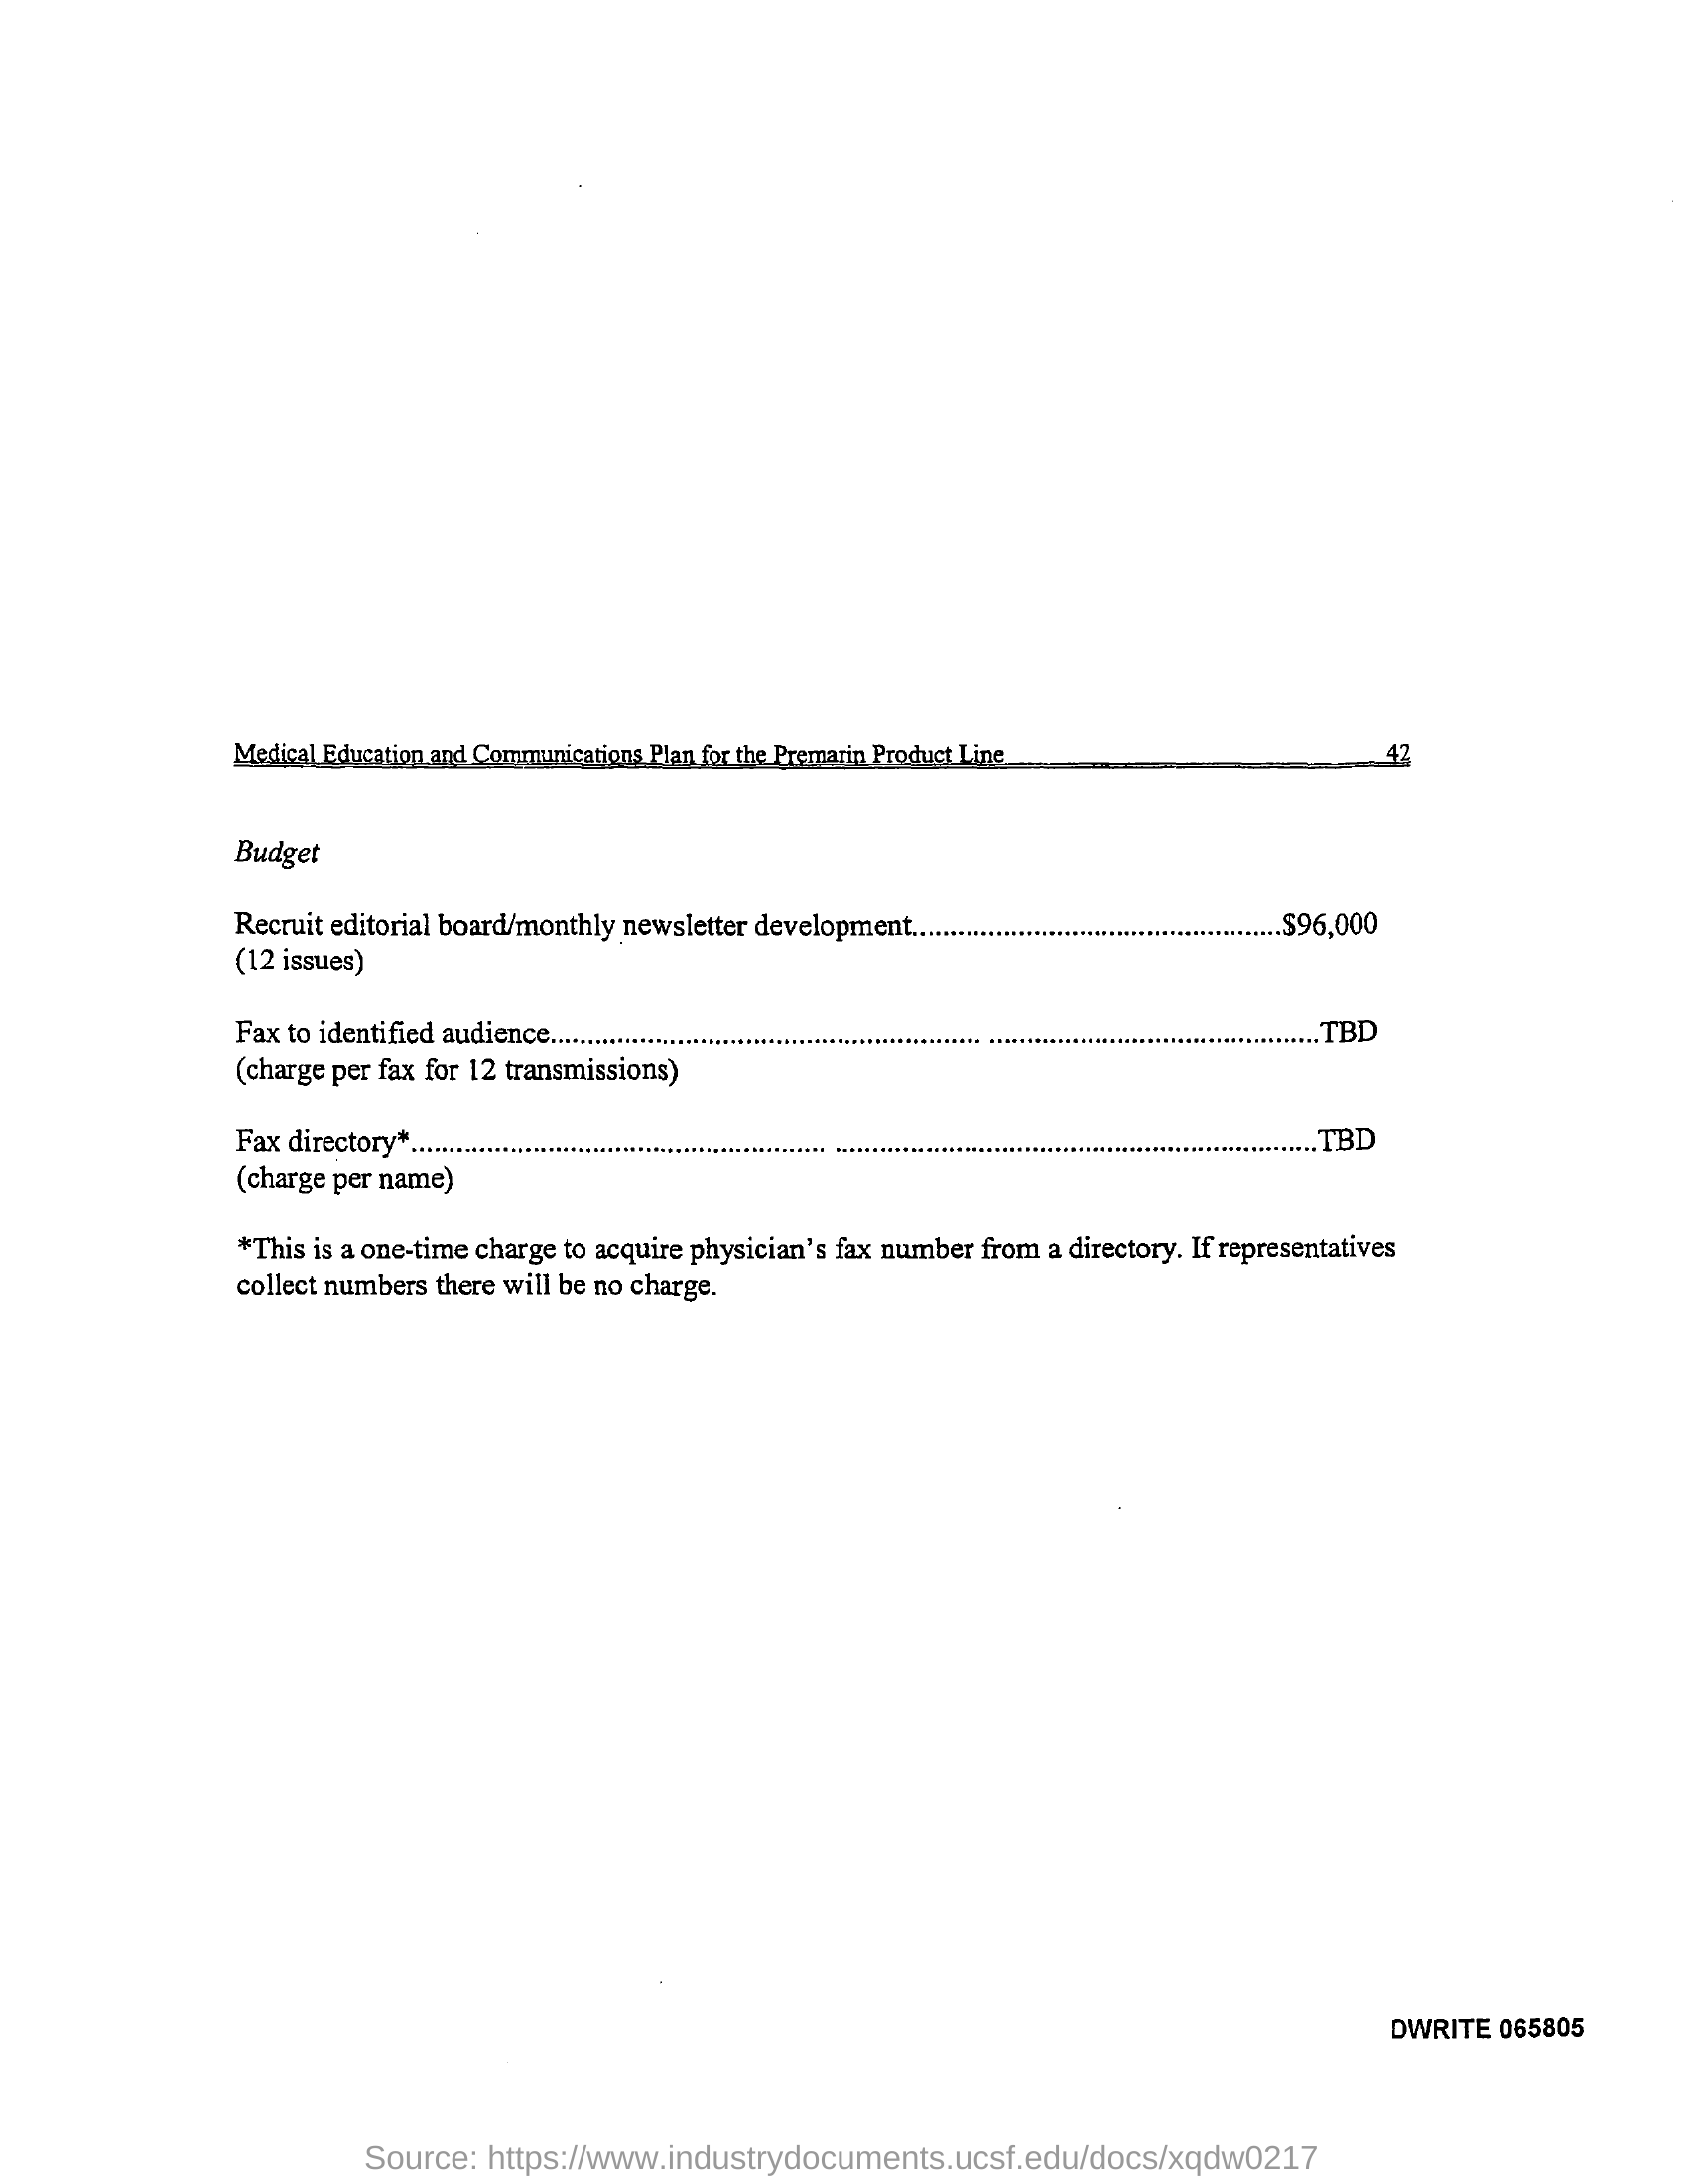 Medical Education and Communications Plan for the Premarin Product Line 42
Budget
Recruit editorial board/monthly newsletter development................................................$96,000
(12 issues)
Fax to identified audience......................................................... ............................................TBD
(charge per fax for 12 transmissions)
Fax directory*....................................................... ................................................................TBD
(charge per name)
*This is a one-time charge to acquire physician's fax number from a directory. If representatives
collect numbers there will be no charge.
DWRITE 065805
Source: https://www.industrydocuments.ucsf.edu/docs/xqdw0217